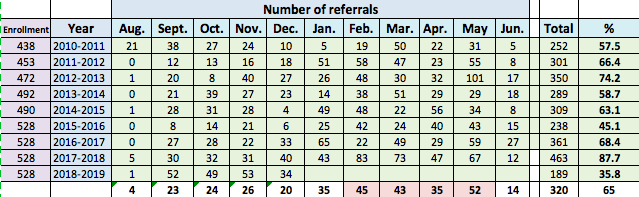 Number of referrals
Enrollment Year Aug. Sept. Oct. Nov. Dec. Jan. Feb. Mar. Apr. May Jun. Total %
438 2010-2011 21 38 27 24 10 5 19 50 22 31 5 252 57.5
453 2011-2012 0 12 13 16 18 51 58 47 23 55 8 301 66.4
472 2012-2013 1 20 8 40 27 26 48 30 32 101 17 350 74.2
492 2013-2014 0 21 39 27 23 14 38 51 29 29 18 289 58.7
490 2014-2015 1 28 31 28 4 49 48 22 56 34 8 309 63.1
528 2015-2016 0 8 14 21 6 25 42 24 40 43 15 238 45.1
528 2016-2017 0 27 28 22 33 65 22 49 29 59 27 361 68.4
528 2017-2018 5 30 32 31 40 43 83 73 47 67 12 463 87.7
528 2018-2019 1 52 49 53 34 189 35.8
4 23 24 26 20 35 45 43 35 52 14 320 65